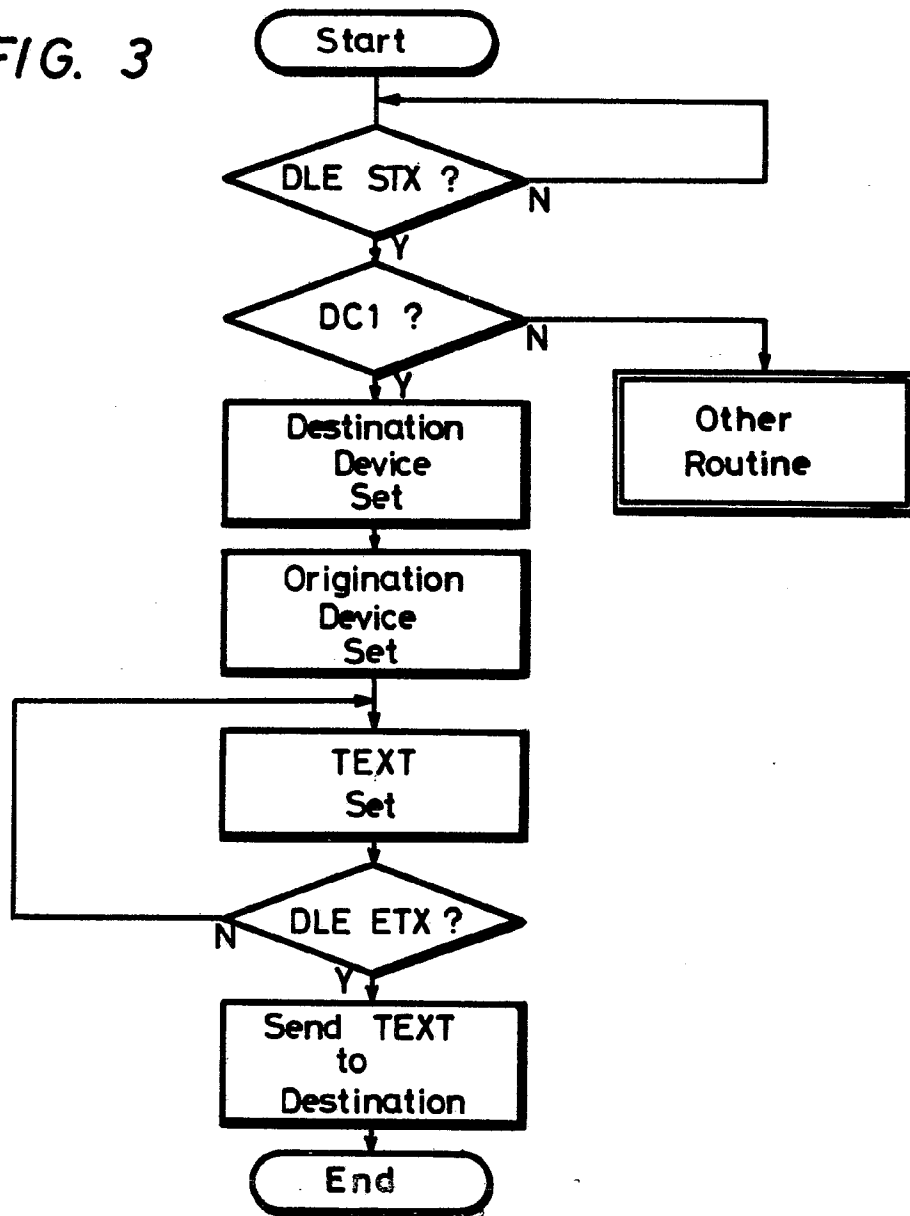 FIG. 3
Start
DLE STX ?
N
Y
DC1 ?
N
Y
Destination
Device
Set
Other
Routine
Origination
Device
Set
TEXT
Set
DLE ETX ?
N
Y
Send TEXT
to
Destination
End